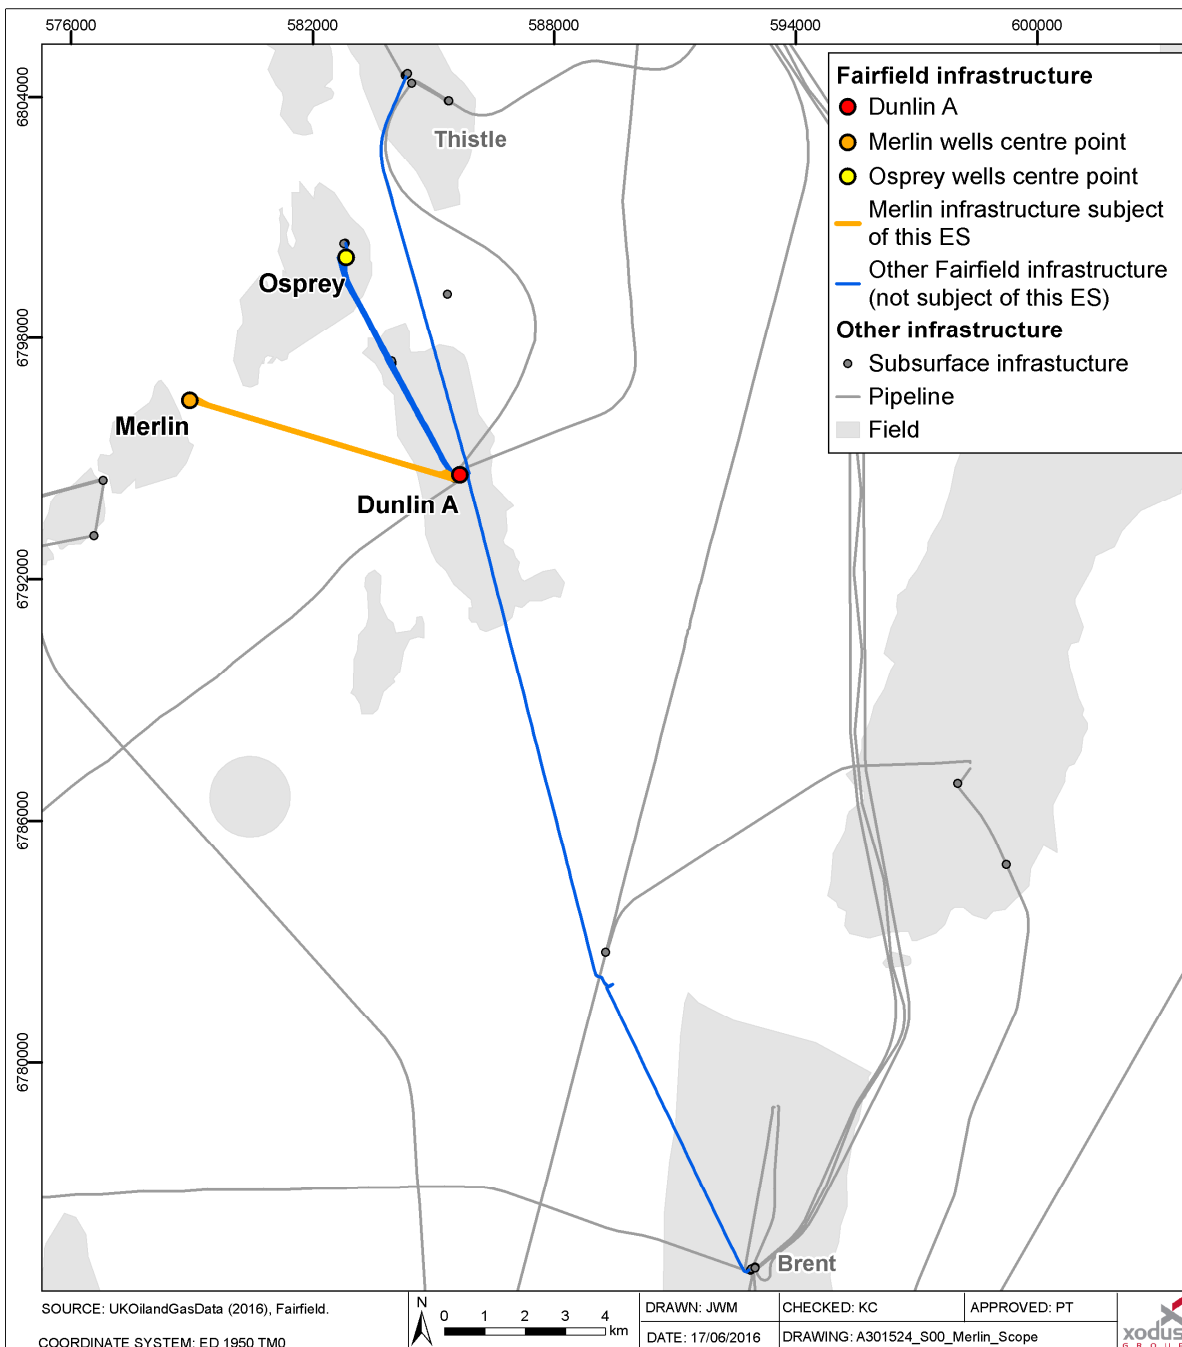 576000
582000
588000
594000
600000
6804000
6798000
6792000
6786000
6780000
Fairfield infrastructure
Dunlin A
Merlin wells centre point
Osprey wells centre point
Merlin infrastructure subject
of this ES
Other Fairfield infrastructure
(not subject of this ES)
Other infrastructure
Subsurface infrastucture
Pipeline
Field
Thistle
Osprey
Merlin
Dunlin A
Brent
SOURCE: UKOilandGasData (2016), Fairfield.
COORDINATE SYSTEM: ED 1950 TM0
N
0 1 2 3 4
km
DRAWN: JWM
CHECKED: KC
APPROVED: PT
DATE: 17/06/2016
DRAWING: A301524_S00_Merlin_Scope
xodus